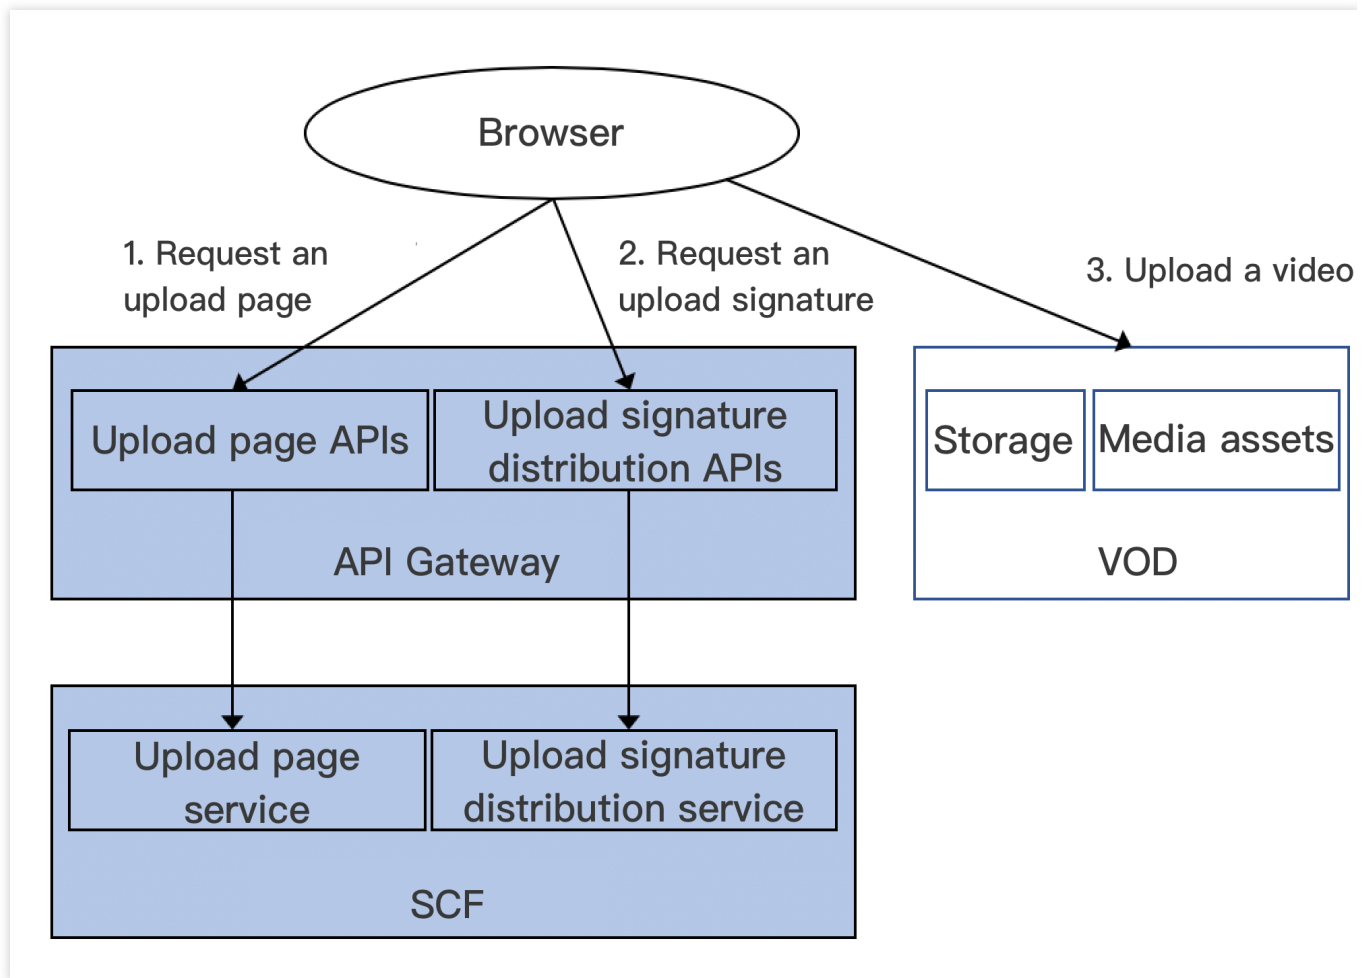 Browser
1. Request an
upload page
2. Request an
upload signature
3. Upload a video
Upload page APIs
Upload signature
distribution APIs
API Gateway
Storage
Media assets
VOD
Upload page
service
Upload signature
distribution service
SCF